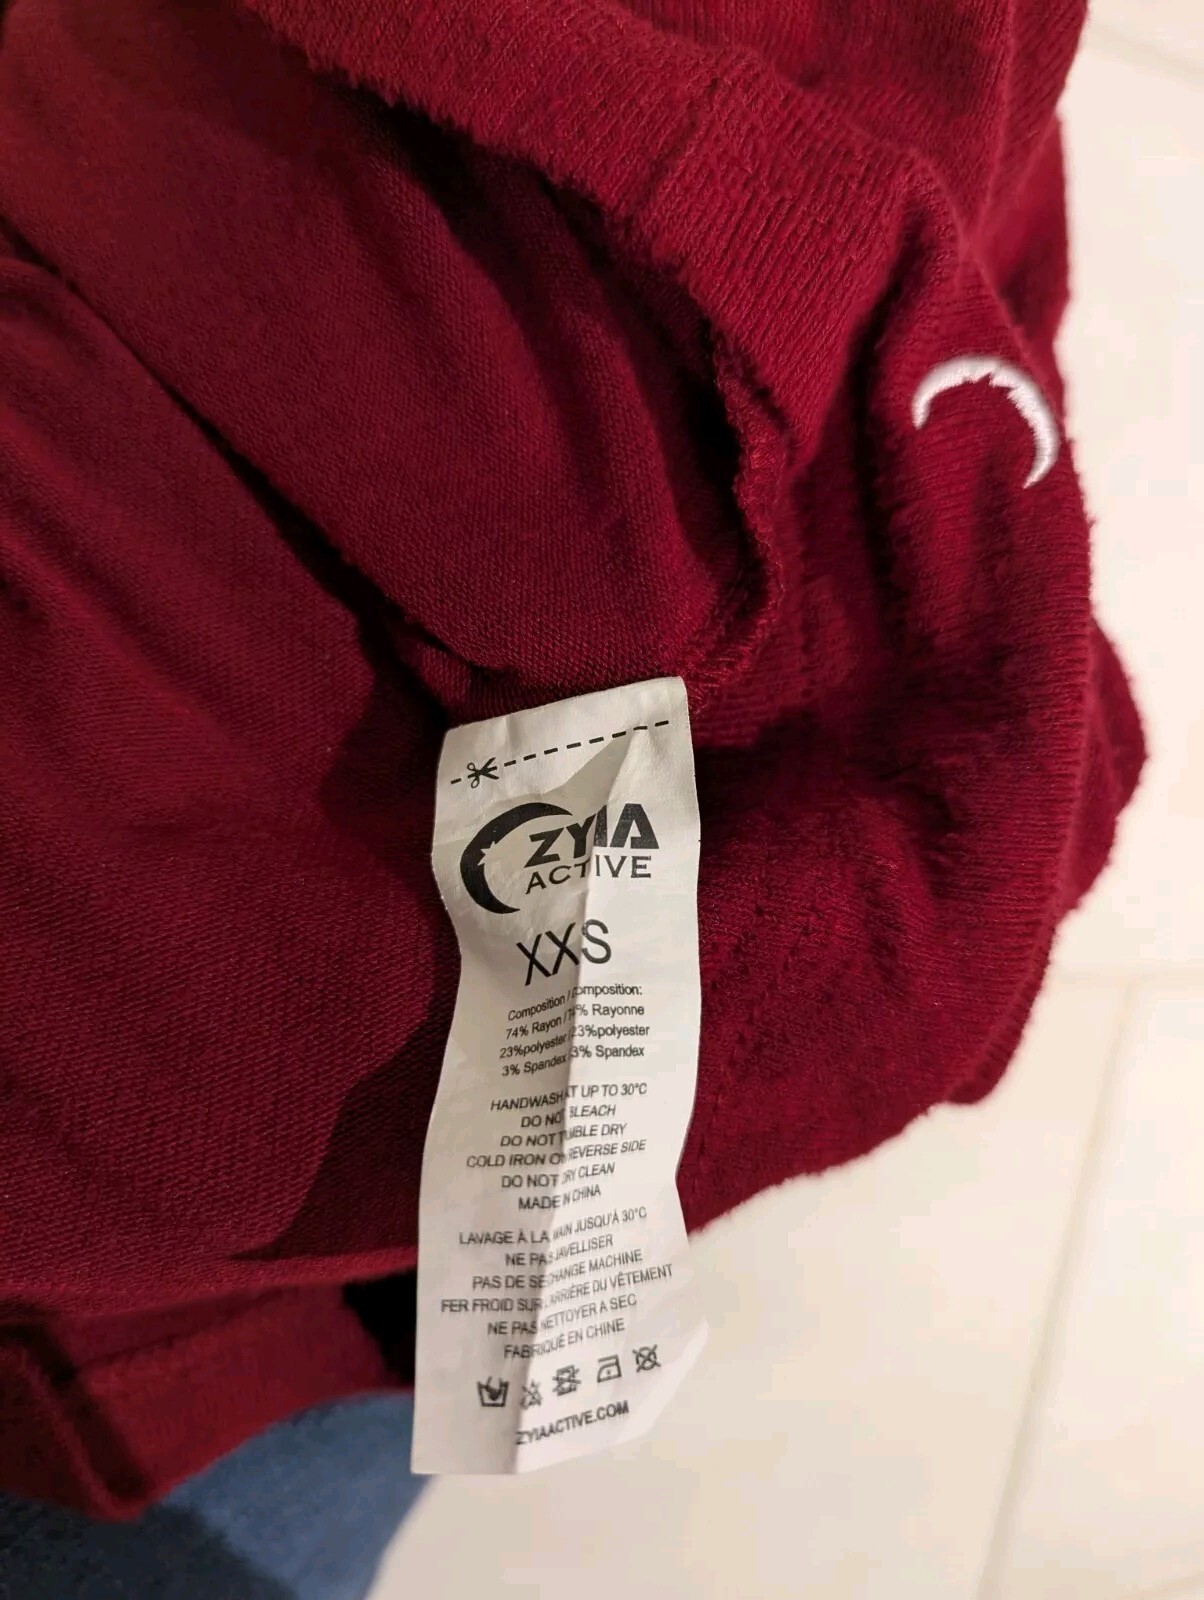 ZYIA
ACTIVE
XXS
Composition / Composition:
74% Rayon / 74% Rayonne
23%polyester / 23%polyester
3% Spandex 3% Spandex
HANDWASH AT UP TO 30°C
DO NOT BLEACH
DO NOT TUMBLE DRY
COLD IRON ON REVERSE SIDE
DO NOT DRY CLEAN
MADE IN CHINA
LAVAGE À LA MAIN JUSQU'À 30°C
NE PAS JAVELLISER
PAS DE SÉCHANGE MACHINE
FER FROID SUR L'ARRIÈRE DU VÊTEMENT
NE PAS NETTOYER A SEC
FABRIQUÉ EN CHINE
ZYIAACTIVE.COM